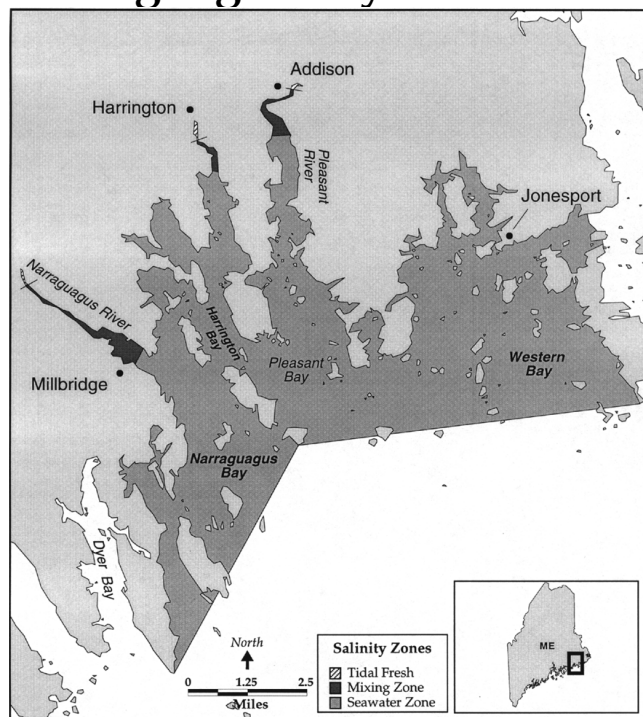 Addison
Harrington
Pleasant
River
Jonesport
Narraguagus River
Harrington
Bay
Pleasant
Bay
Western
Bay
Millbridge
Narraguagus
Bay
Dyer Bay
North
0 1.25 2.5
Miles
Salinity Zones
Tidal Fresh
Mixing Zone
Seawater Zone
ME